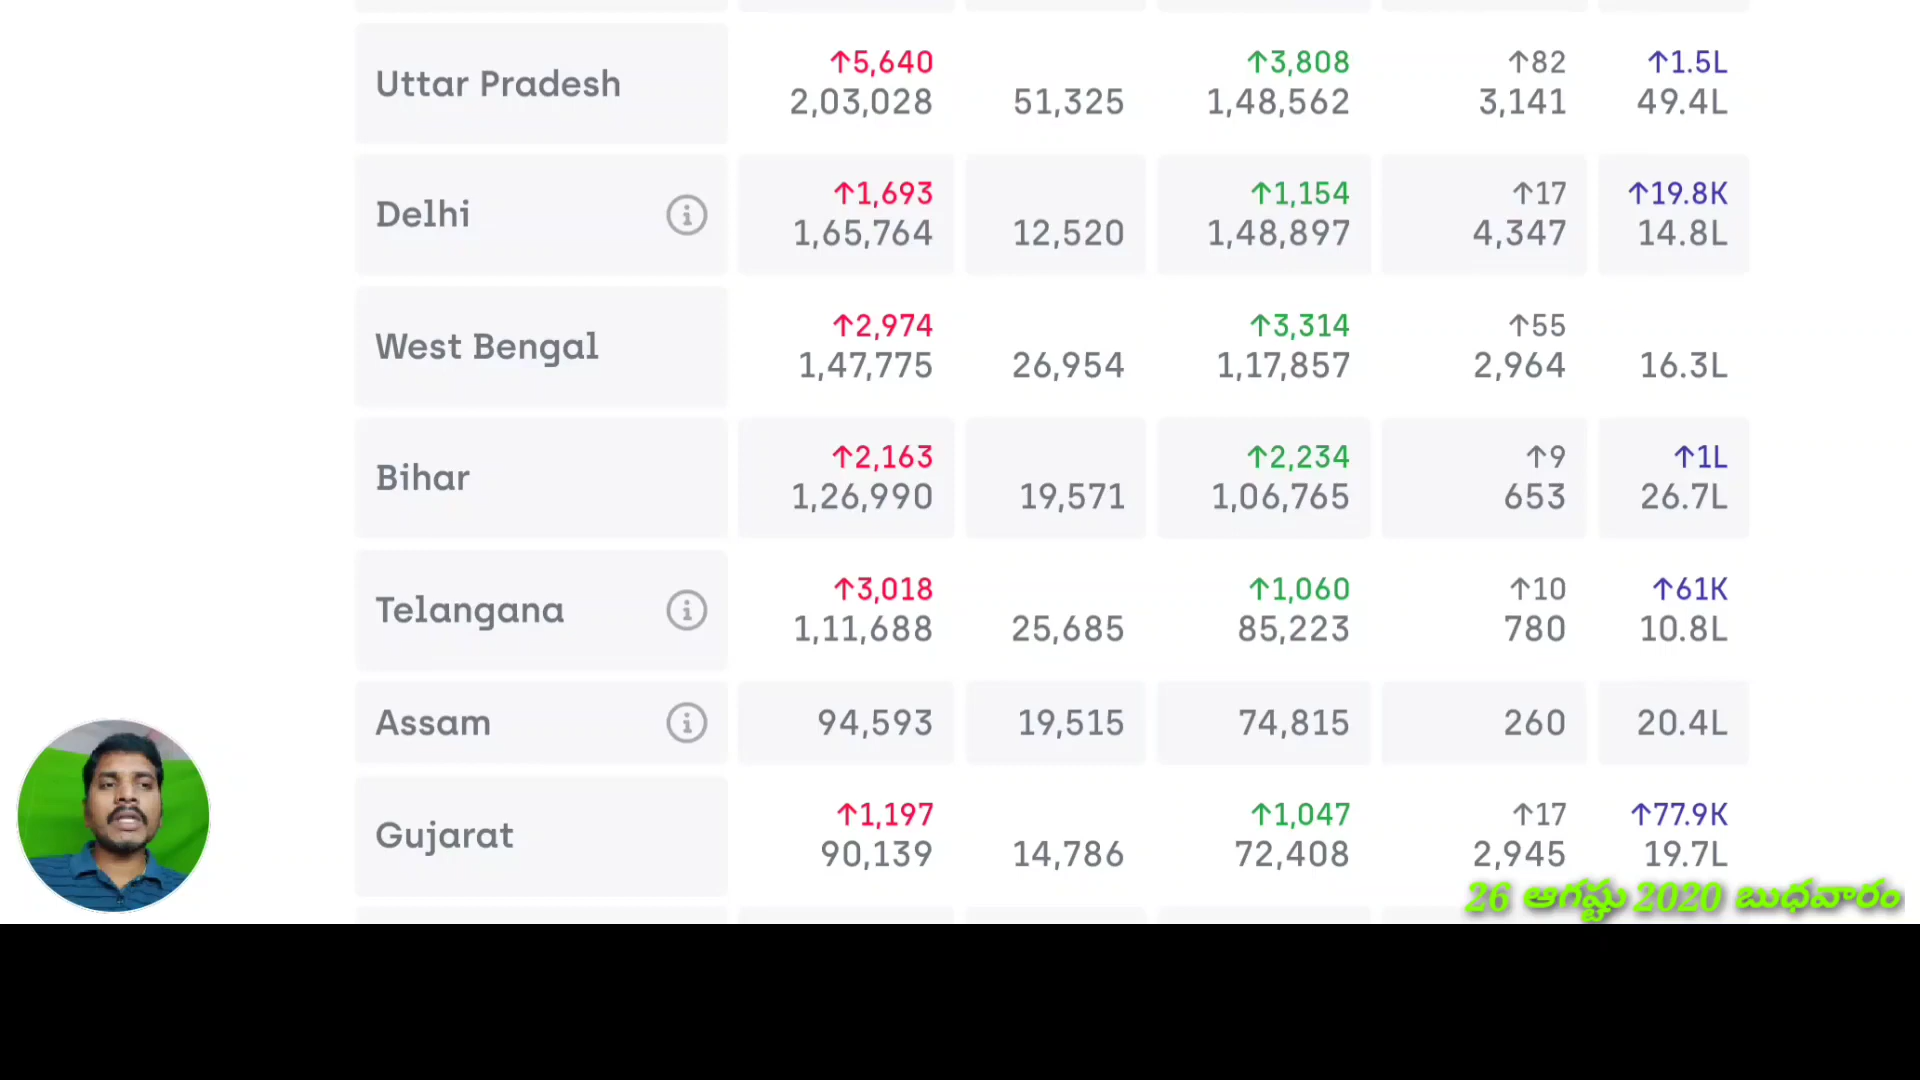 ↑5,640 ↑3,808 ↑82 ↑1.5L
Uttar Pradesh 2,03,028 51,325 1,48,562 3,141 49.4L
↑1,693 ↑1,154 ↑17 ↑19.8K
Delhi 1,65,764 12,520 1,48,897 4,347 14.8L
↑2,974 ↑3,314 ↑55
West Bengal 1,47,775 26,954 1,17,857 2,964 16.3L
↑2,163 ↑2,234 ↑9 ↑1L
Bihar 1,26,990 19,571 1,06,765 653 26.7L
↑3,018 ↑1,060 ↑10 ↑61K
Telangana 1,11,688 25,685 85,223 780 10.8L
Assam 94,593 19,515 74,815 260 20.4L
↑1,197 ↑1,047 ↑17 ↑77.9K
Gujarat 90,139 14,786 72,408 2,945 19.7L
26 ఆగష్టు 2020 బుధవారం